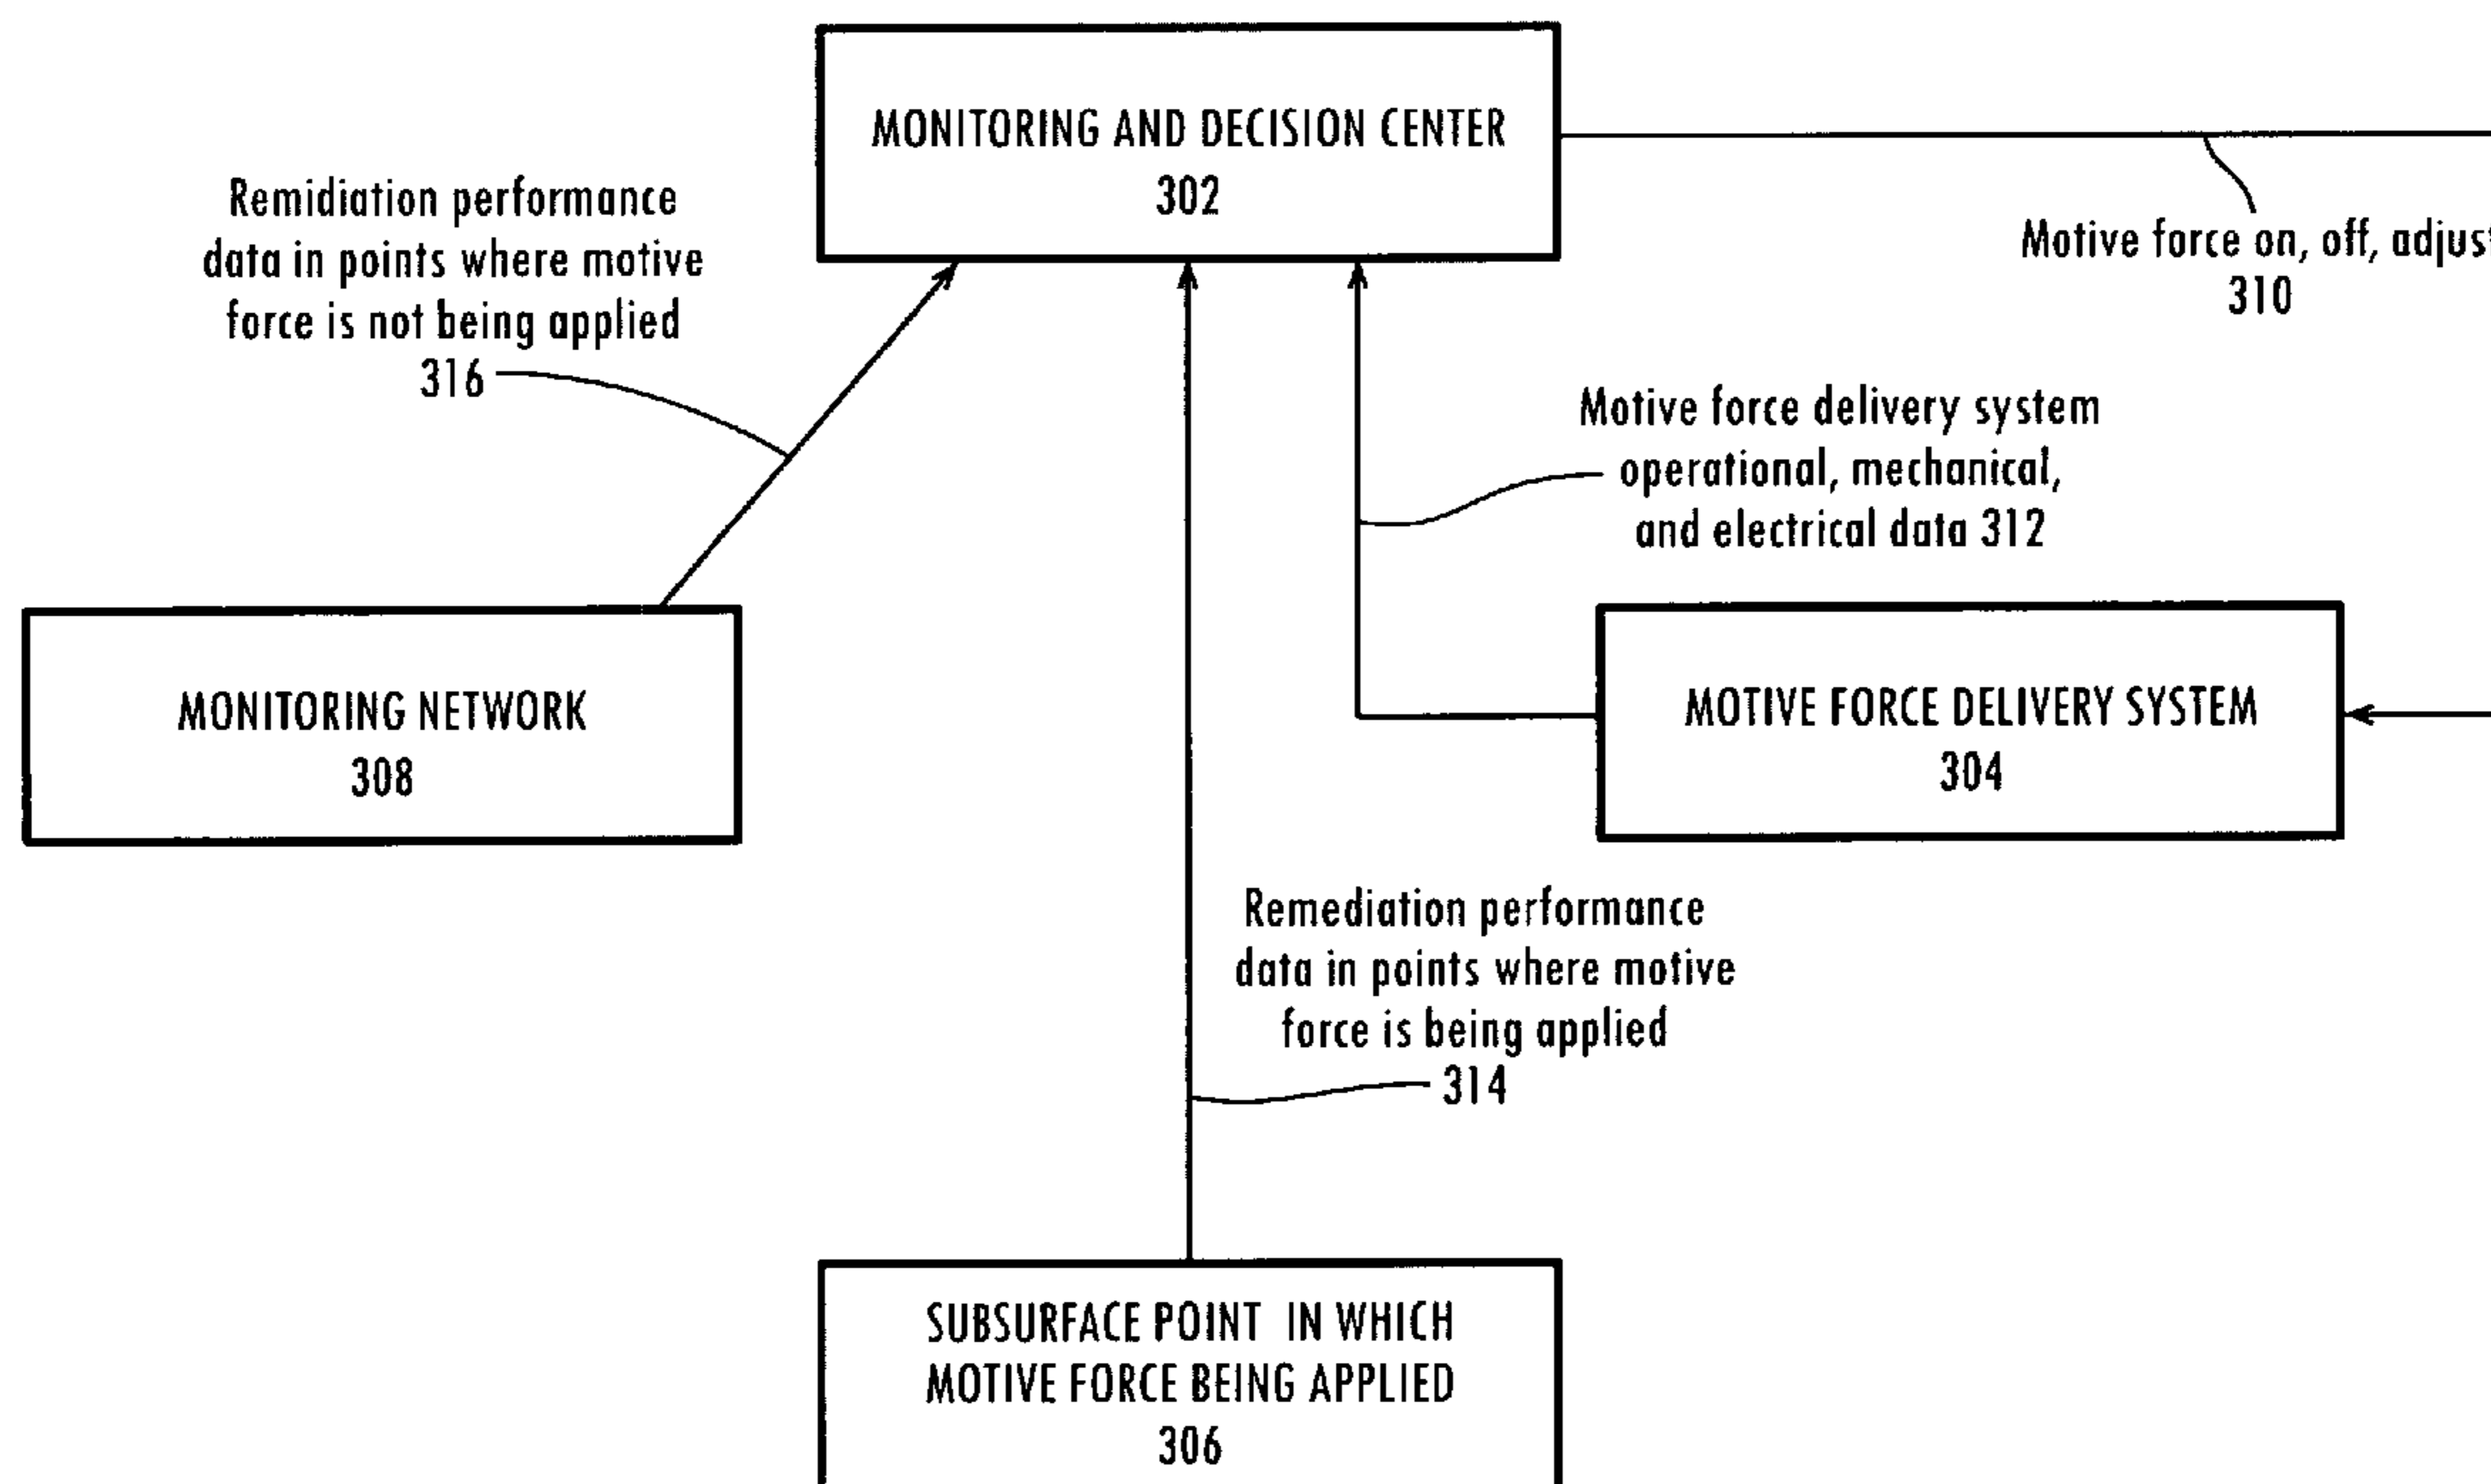 MONITORING AND DECISION CENTER
302
Remidiation performance
data in points where motive
force is not being applied
316
Motive force on, off, adjust
310
Motive force delivery system
operational, mechanical,
and electrical data 312
MONITORING NETWORK
308
MOTIVE FORCE DELIVERY SYSTEM
304
Remediation performance
data in points where motive
force is being applied
314
SUBSURFACE POINT IN WHICH
MOTIVE FORCE BEING APPLIED
306